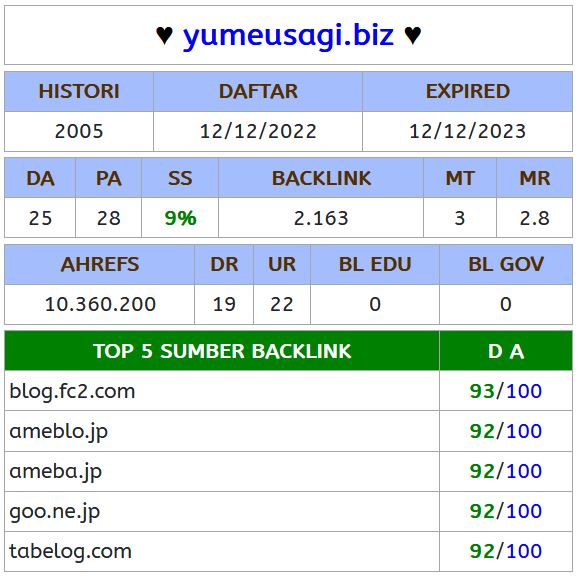 ♥ yumeusagi.biz ♥
HISTORI DAFTAR EXPIRED
2005 12/12/2022 12/12/2023
DA PA SS BACKLINK MT MR
25 28 9% 2.163 3 2.8
AHREFS DR UR BL EDU BL GOV
10.360.200 19 22 0 0
TOP 5 SUMBER BACKLINK D A
blog.fc2.com 93/100
ameblo.jp 92/100
ameba.jp 92/100
goo.ne.jp 92/100
tabelog.com 92/100